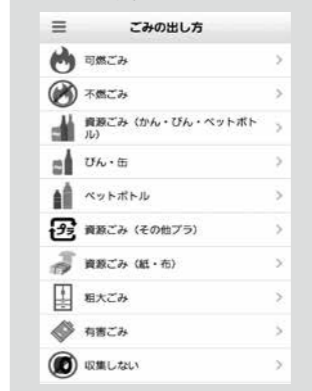 ごみの出し方
可燃ごみ
不燃ごみ
資源ごみ（かん・びん・ペットボト
ル）
びん・缶
ペットボトル
プラ
資源ごみ（その他プラ）
資源ごみ（紙・布）
粗大ごみ
有害ごみ
収集しない